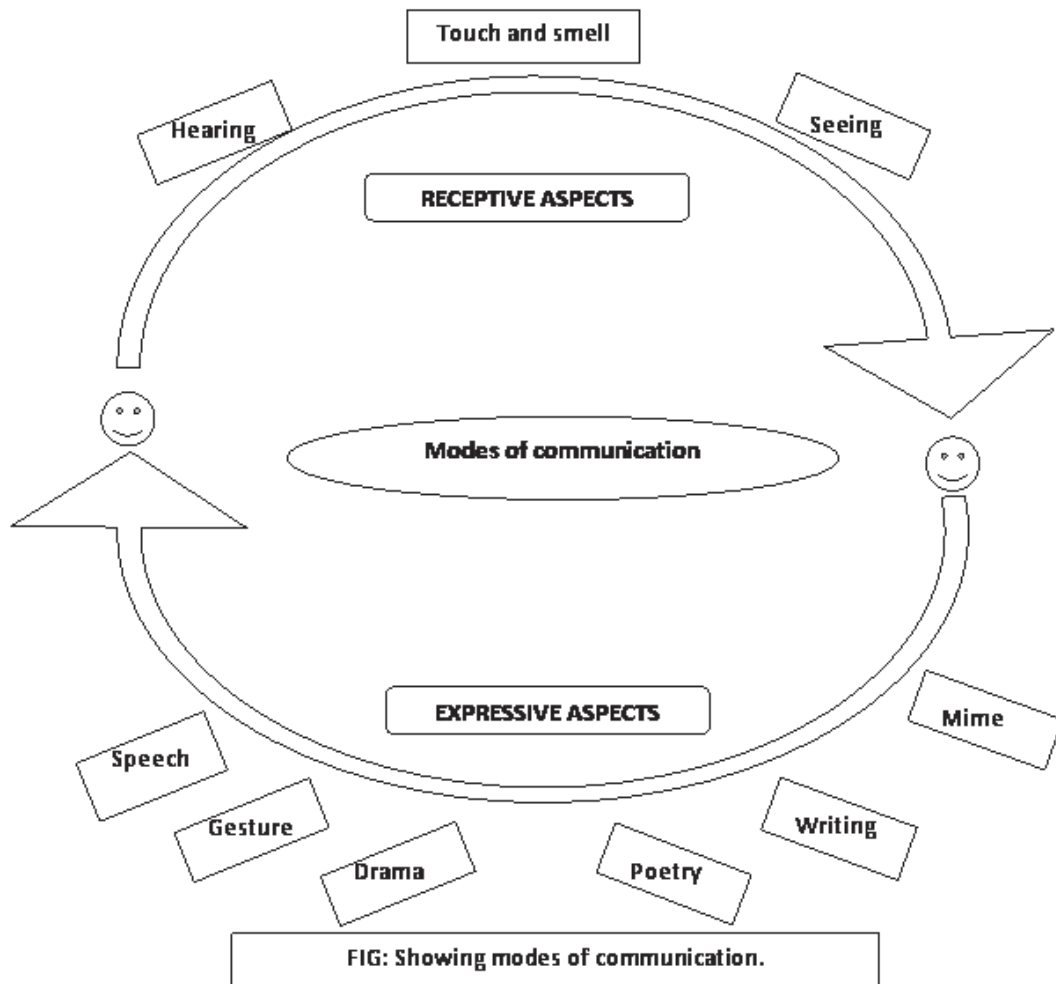 Touch and smell
Hearing
Seeing
RECEPTIVE ASPECTS
Modes of communication
EXPRESSIVE ASPECTS
Mime
Speech
Gesture
Writing
Drama
Poetry
FIG: Showing modes of communication.